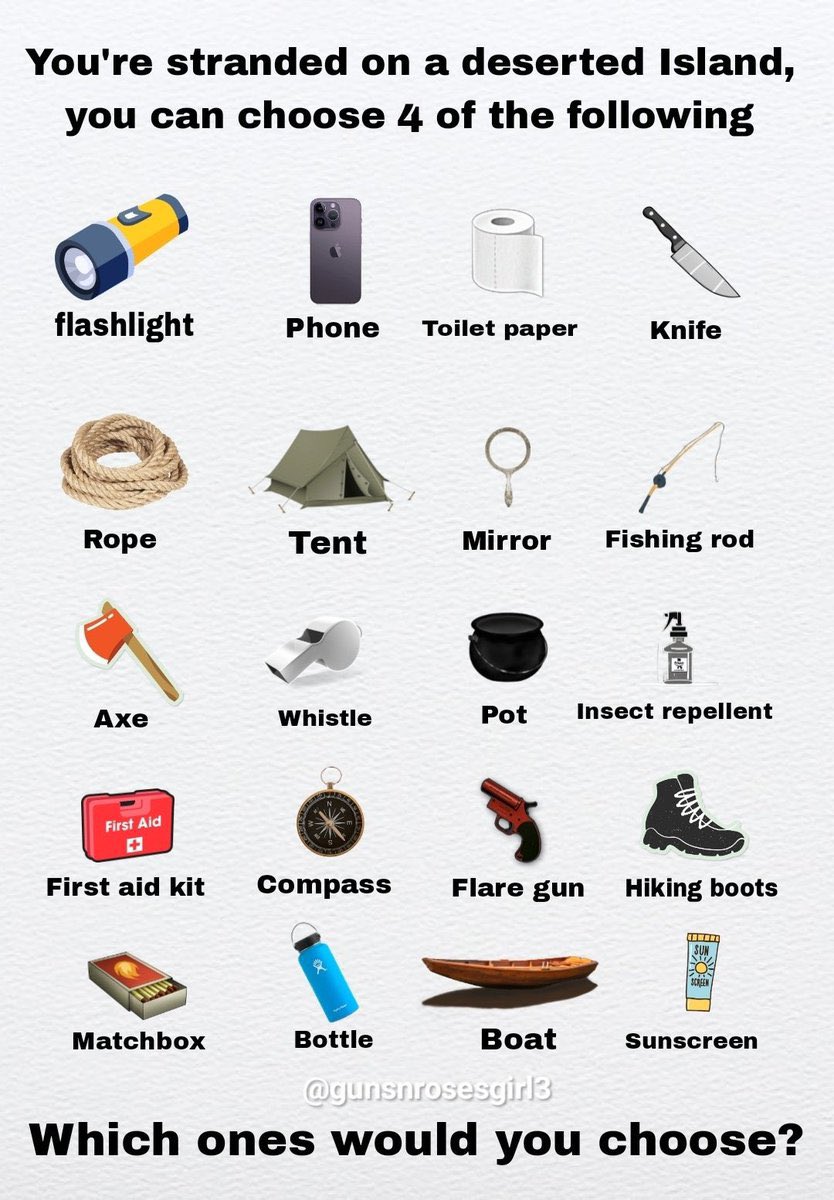 You're stranded on a deserted Island,
you can choose 4 of the following
flashlight
Phone
Toilet paper
Knife
Rope
Tent
Mirror
Fishing rod
Axe
Whistle
Pot
Insect repellent
First Aid
First aid kit
Compass
Flare gun
Hiking boots
SUN
SCREEN
Matchbox
Bottle
Boat
Sunscreen
@gunsnrosesgirl3
Which ones would you choose?